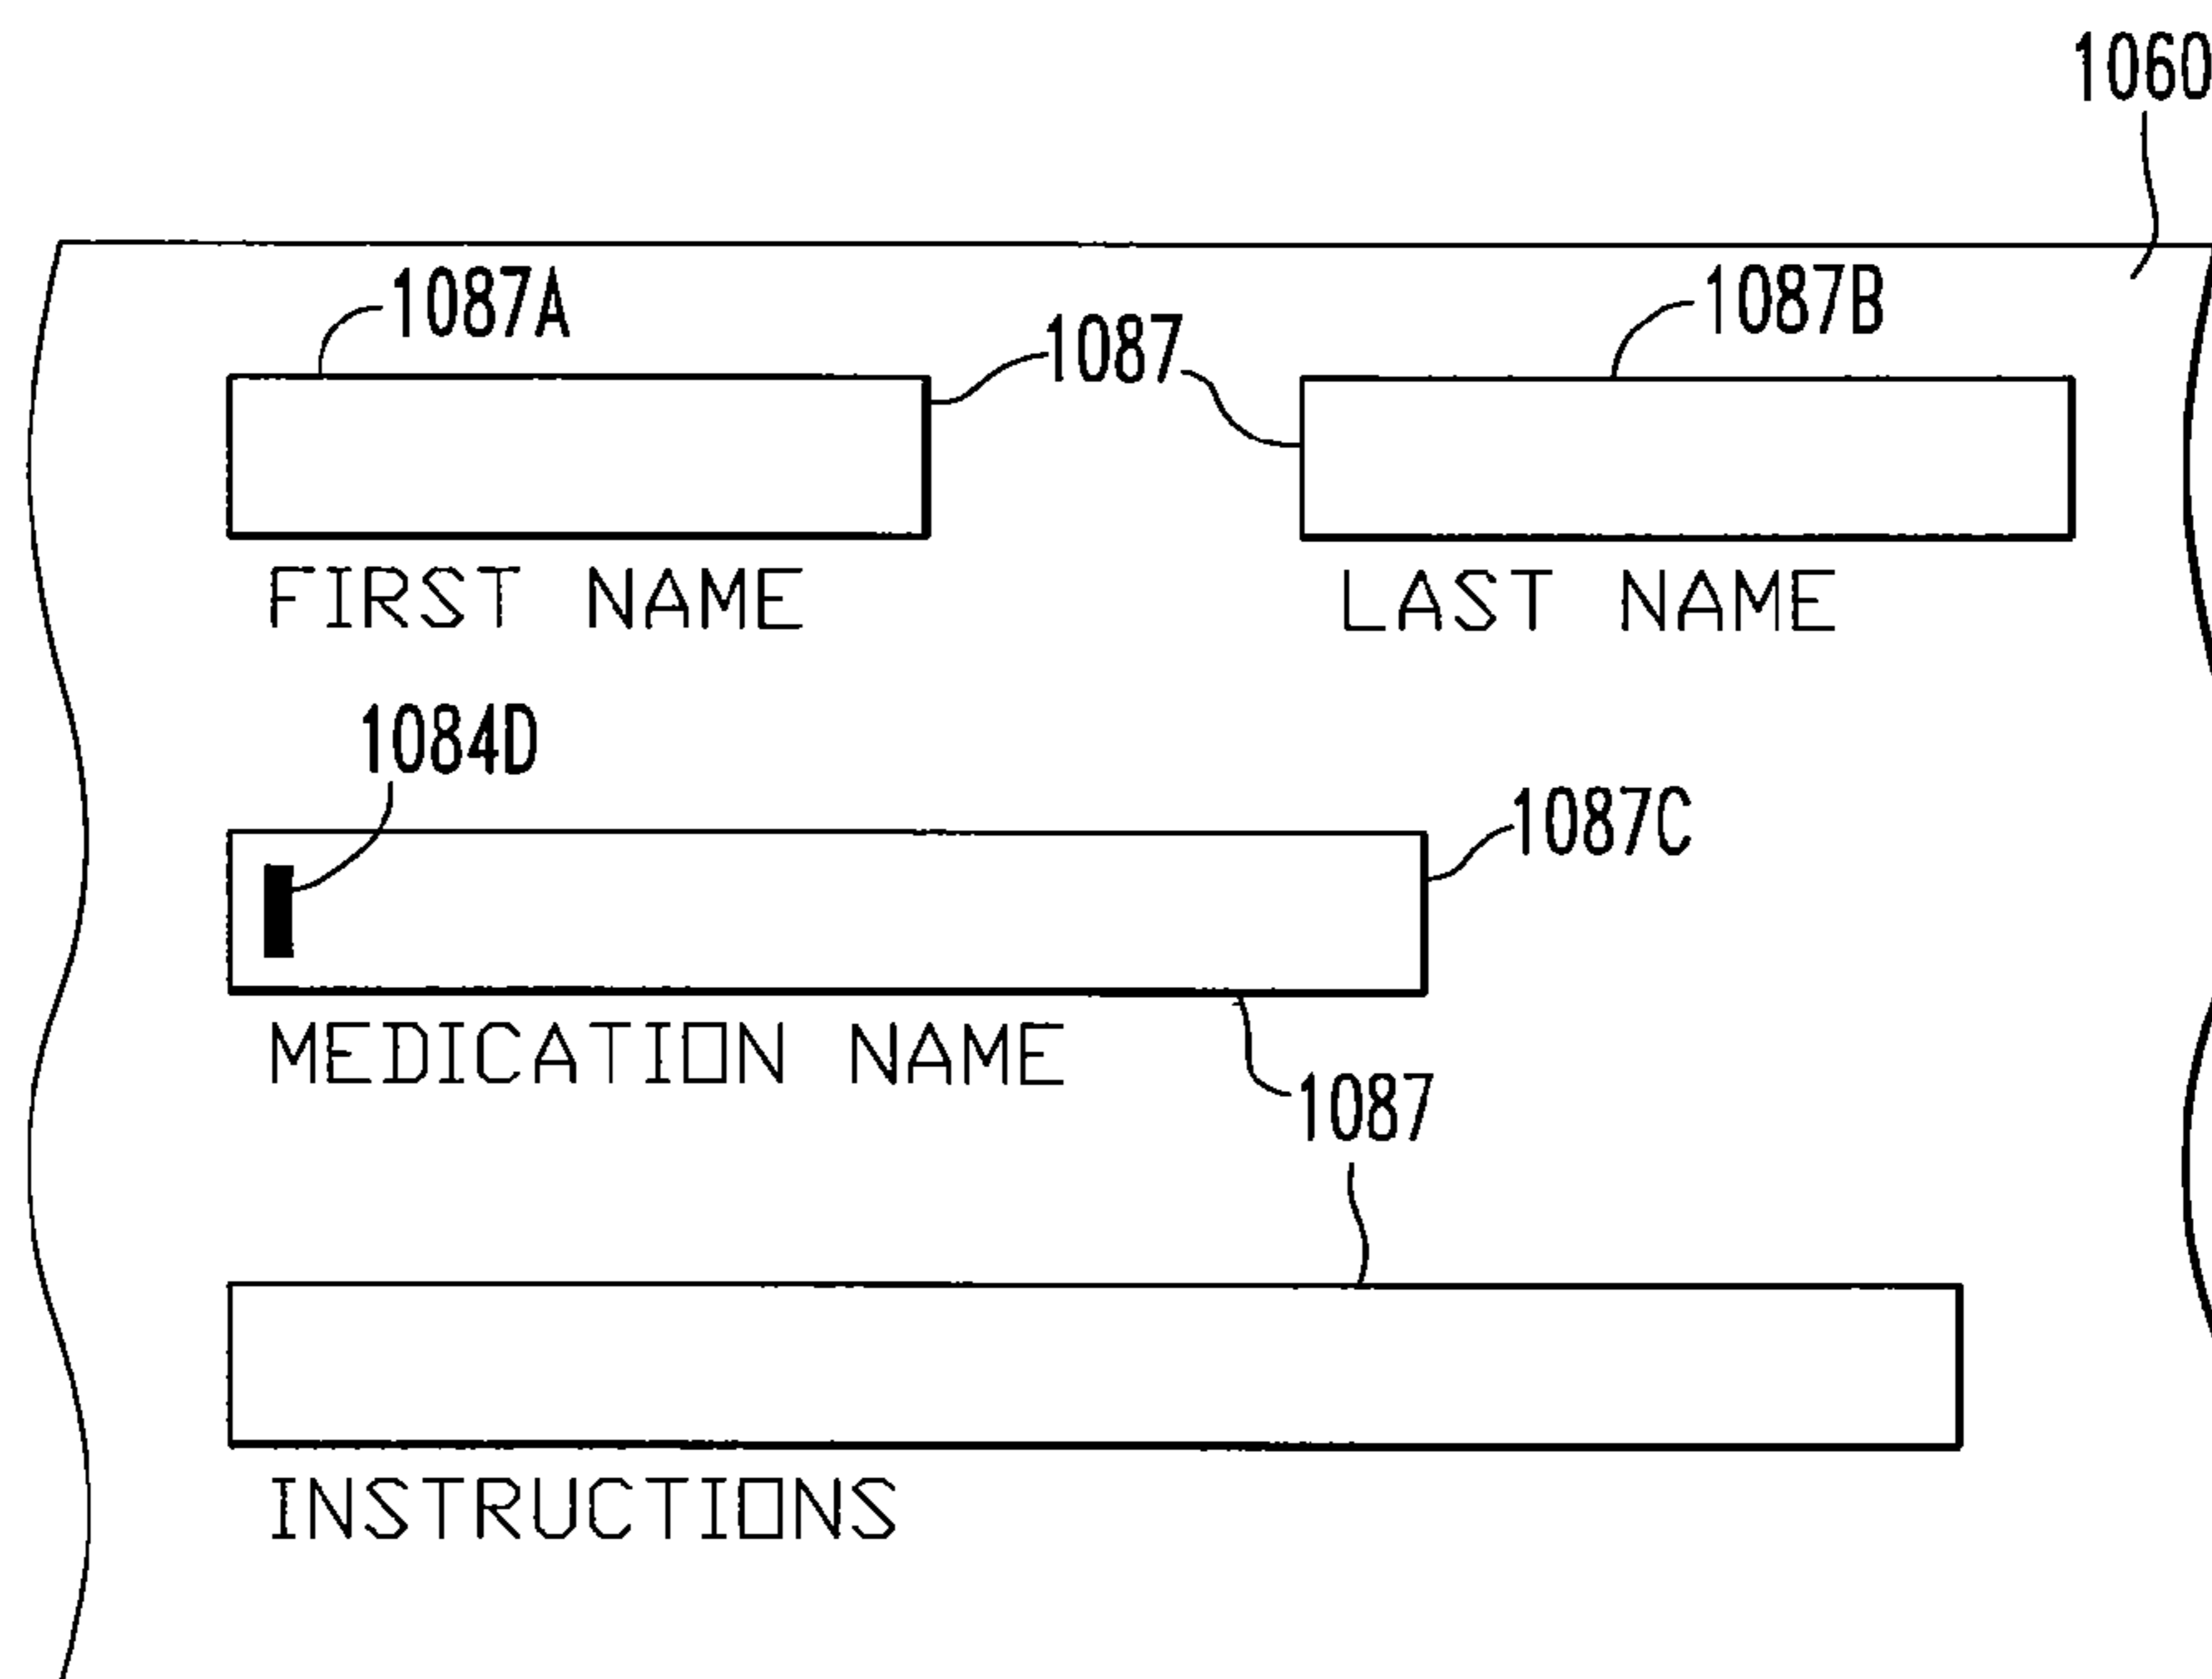 1060
1087A 1087 1087B
FIRST NAME LAST NAME
1084D
1087C
MEDICATION NAME
1087
INSTRUCTIONS